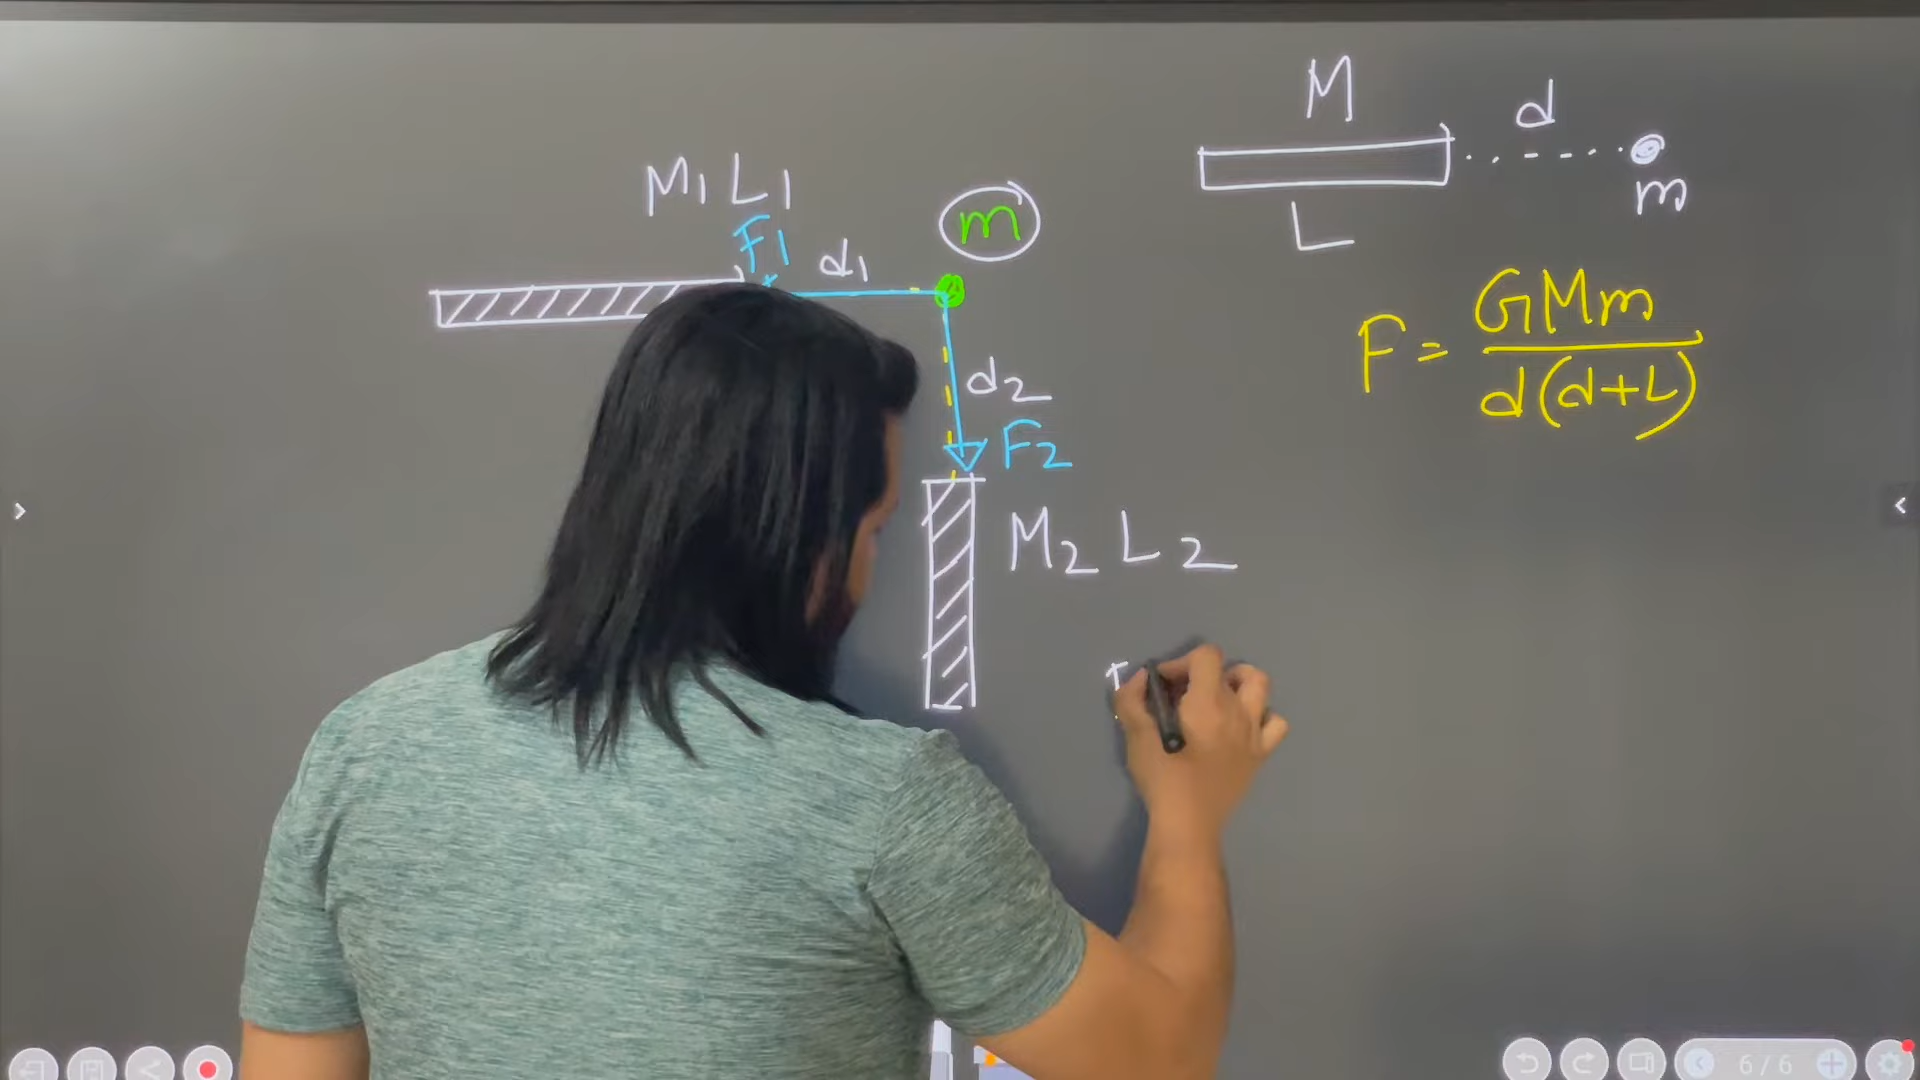 M
d
m
L
M1 L1
m
F1
d1
F = GMm / d(d+L)
d2
F2
M2 L2
6/6